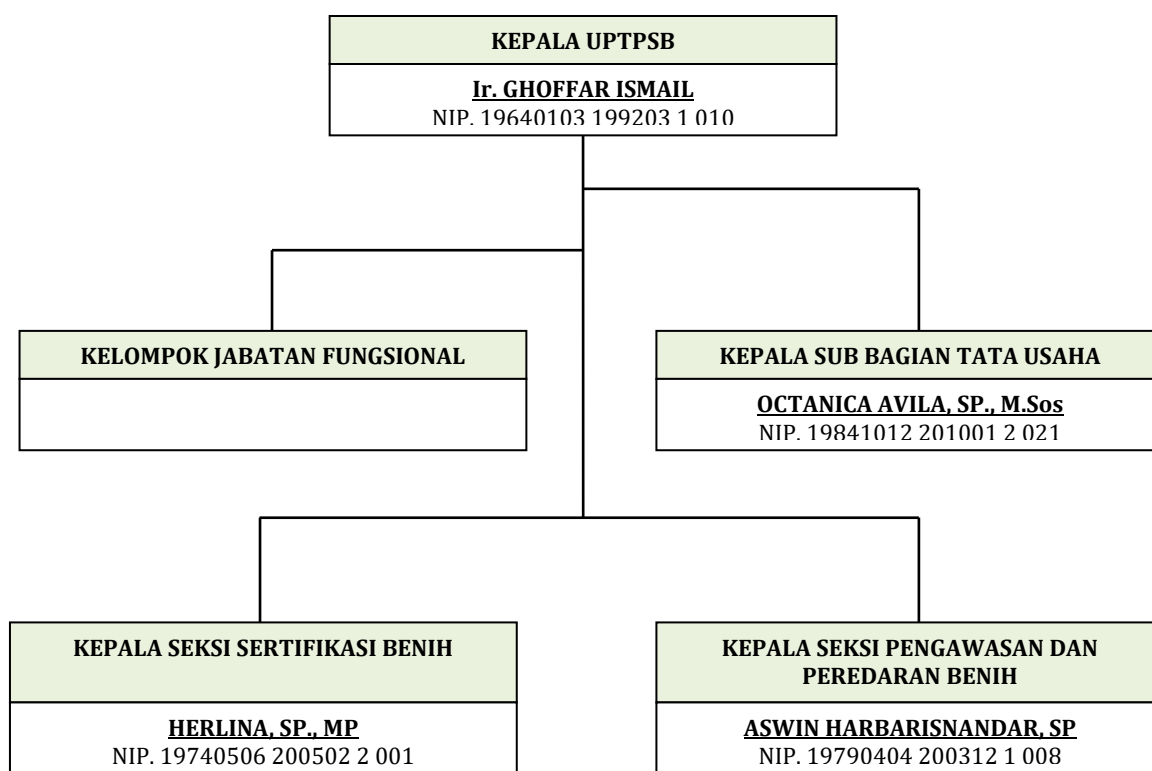 KEPALA UPTPSB
Ir. GHOFFAR ISMAIL
NIP. 19640103 199203 1 010
KELOMPOK JABATAN FUNGSIONAL
KEPALA SUB BAGIAN TATA USAHA
OCTANICA AVILA, SP., M.Sos
NIP. 19841012 201001 2 021
KEPALA SEKSI SERTIFIKASI BENIH
HERLINA, SP., MP
NIP. 19740506 200502 2 001
KEPALA SEKSI PENGAWASAN DAN
PEREDARAN BENIH
ASWIN HARBARISNANDAR, SP
NIP. 19790404 200312 1 008